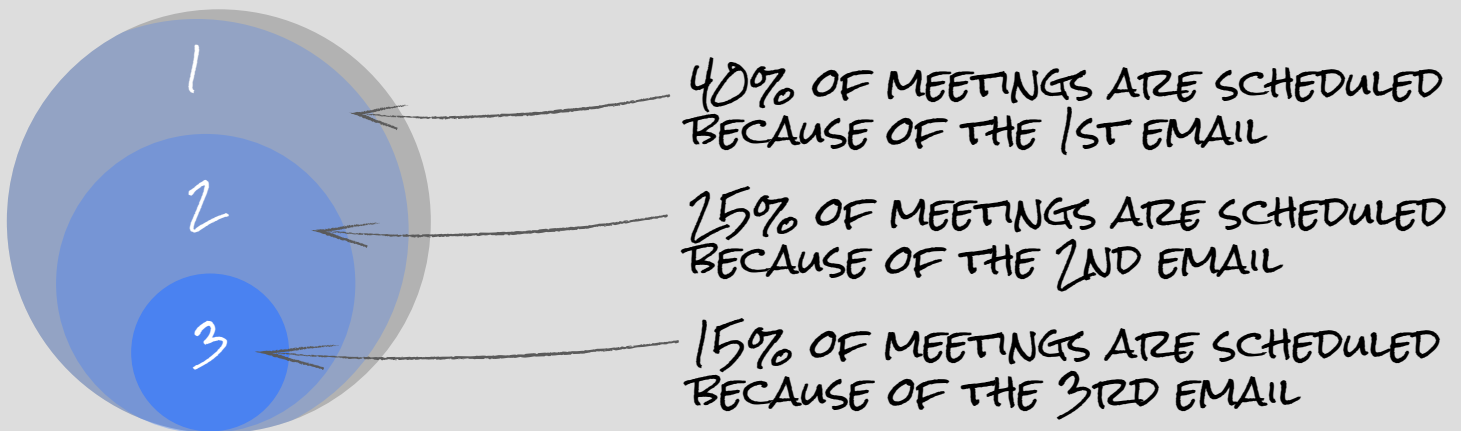 1
40% OF MEETINGS ARE SCHEDULED
BECAUSE OF THE 1ST EMAIL
2
25% OF MEETINGS ARE SCHEDULED
BECAUSE OF THE 2ND EMAIL
3
15% OF MEETINGS ARE SCHEDULED
BECAUSE OF THE 3RD EMAIL